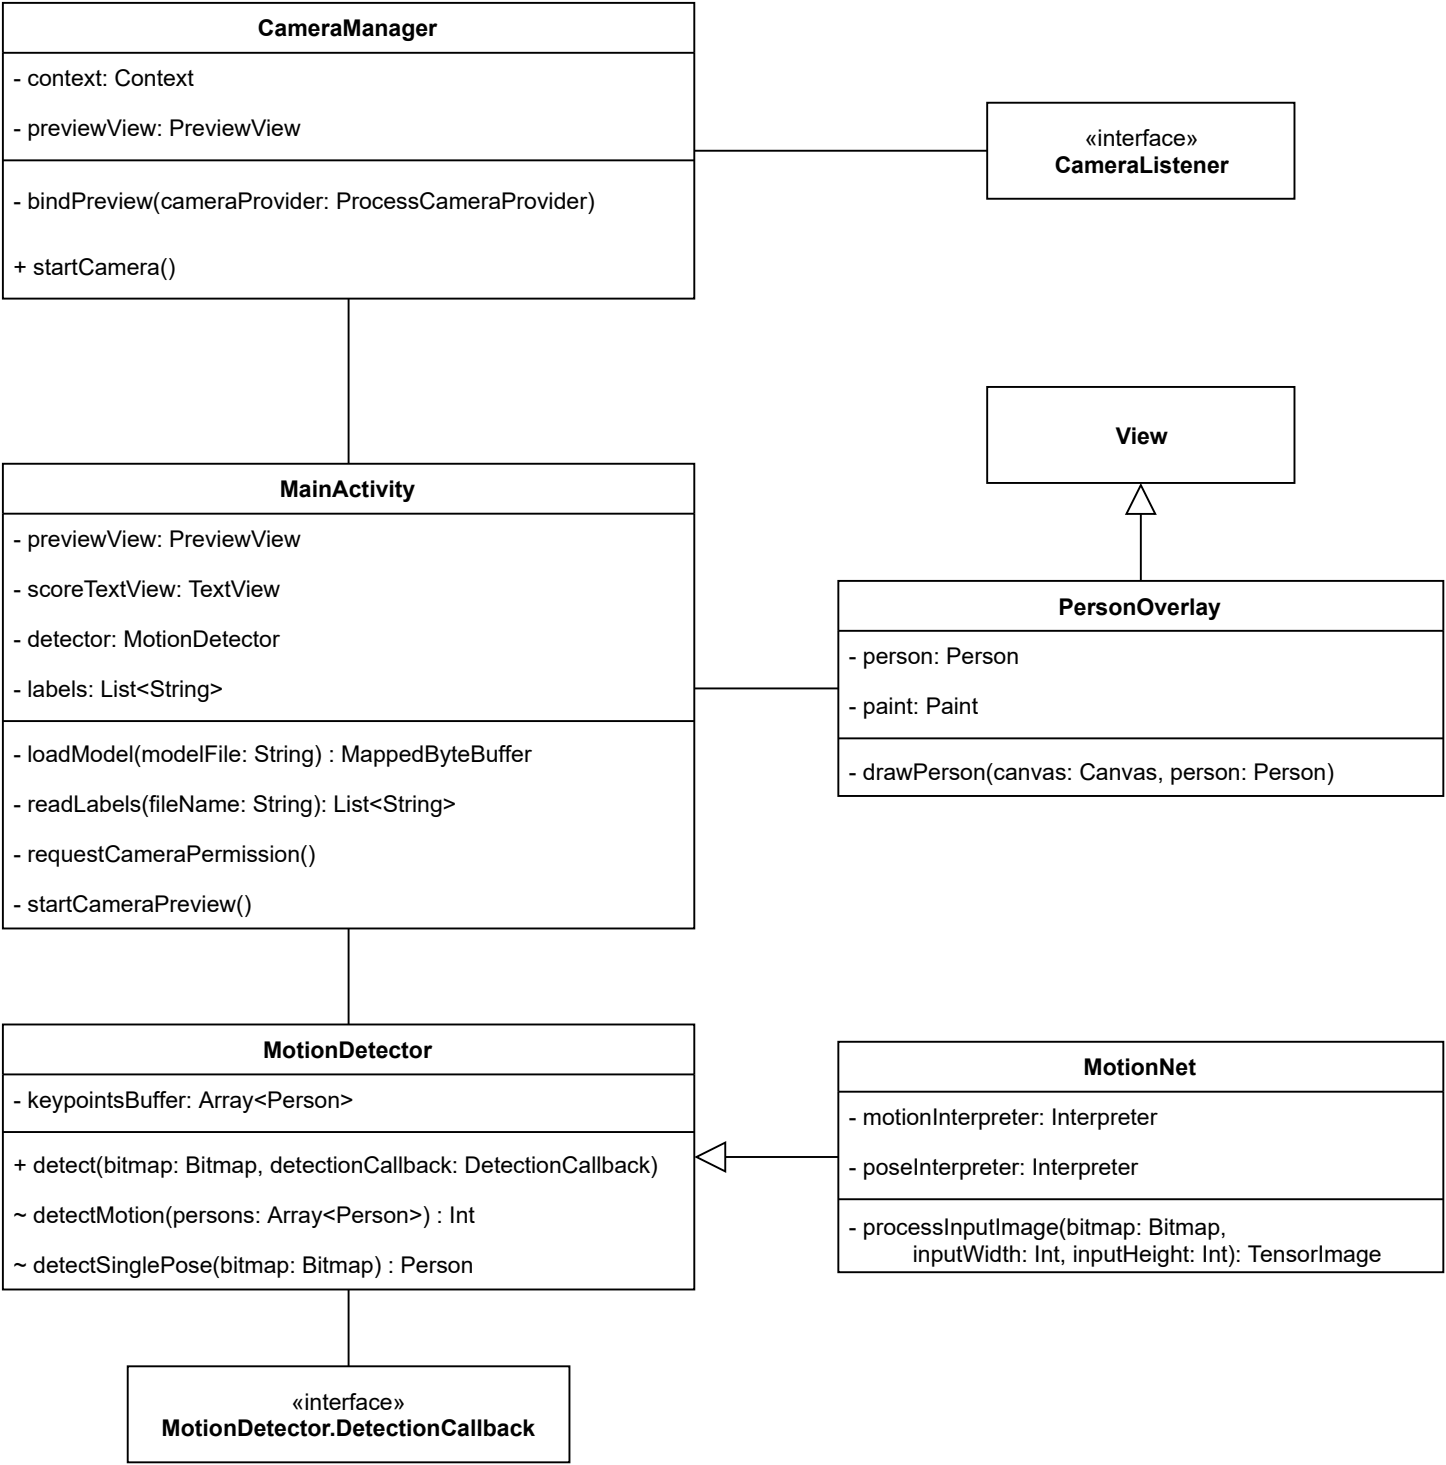 CameraManager
- context: Context
- previewView: PreviewView
- bindPreview(cameraProvider: ProcessCameraProvider)
+ startCamera()
«interface»
CameraListener
View
MainActivity
- previewView: PreviewView
- scoreTextView: TextView
- detector: MotionDetector
- labels: List<String>
- loadModel(modelFile: String) : MappedByteBuffer
- readLabels(fileName: String): List<String>
- requestCameraPermission()
- startCameraPreview()
PersonOverlay
- person: Person
- paint: Paint
- drawPerson(canvas: Canvas, person: Person)
MotionDetector
- keypointsBuffer: Array<Person>
+ detect(bitmap: Bitmap, detectionCallback: DetectionCallback)
~ detectMotion(persons: Array<Person>) : Int
~ detectSinglePose(bitmap: Bitmap) : Person
MotionNet
- motionInterpreter: Interpreter
- poseInterpreter: Interpreter
- processInputImage(bitmap: Bitmap,
inputWidth: Int, inputHeight: Int): TensorImage
«interface»
MotionDetector.DetectionCallback